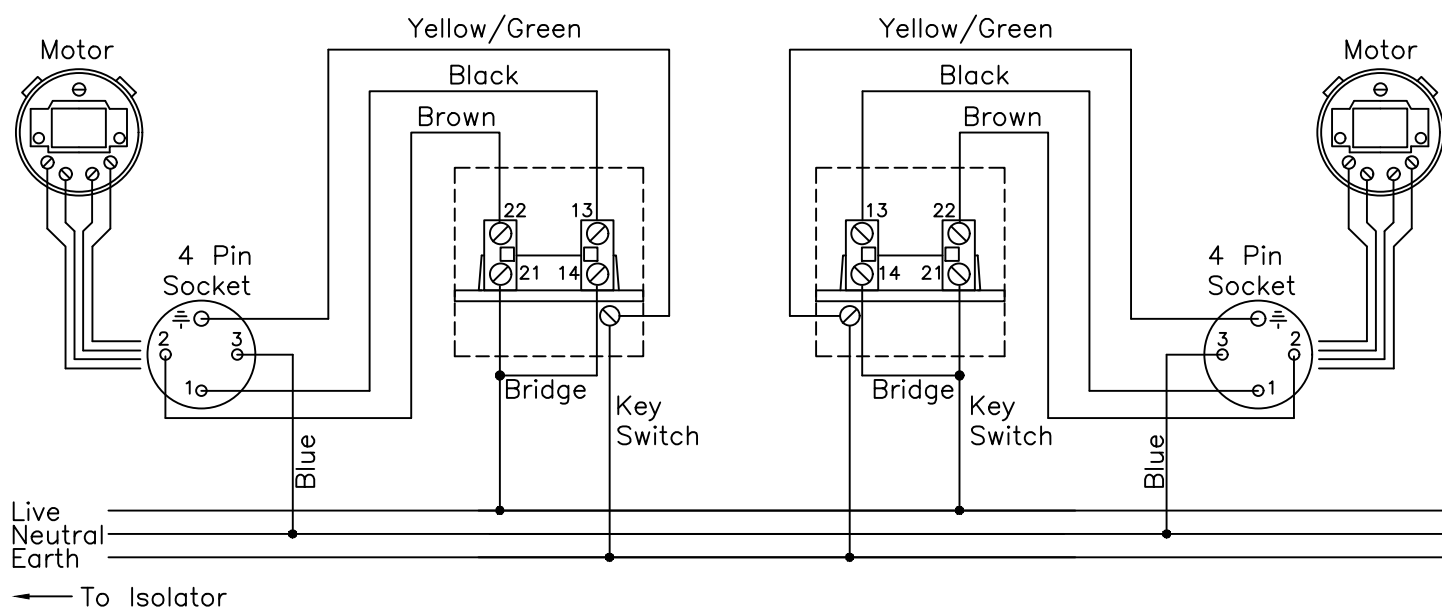 Yellow/Green
Yellow/Green
Motor
Motor
Black
Black
Brown
Brown
22
13
13
22
21
14
14
21
4 Pin
Socket
4 Pin
Socket
2
3
1
3
2
1
Bridge
Bridge
Key
Switch
Key
Switch
Blue
Blue
Live
Neutral
Earth
To Isolator